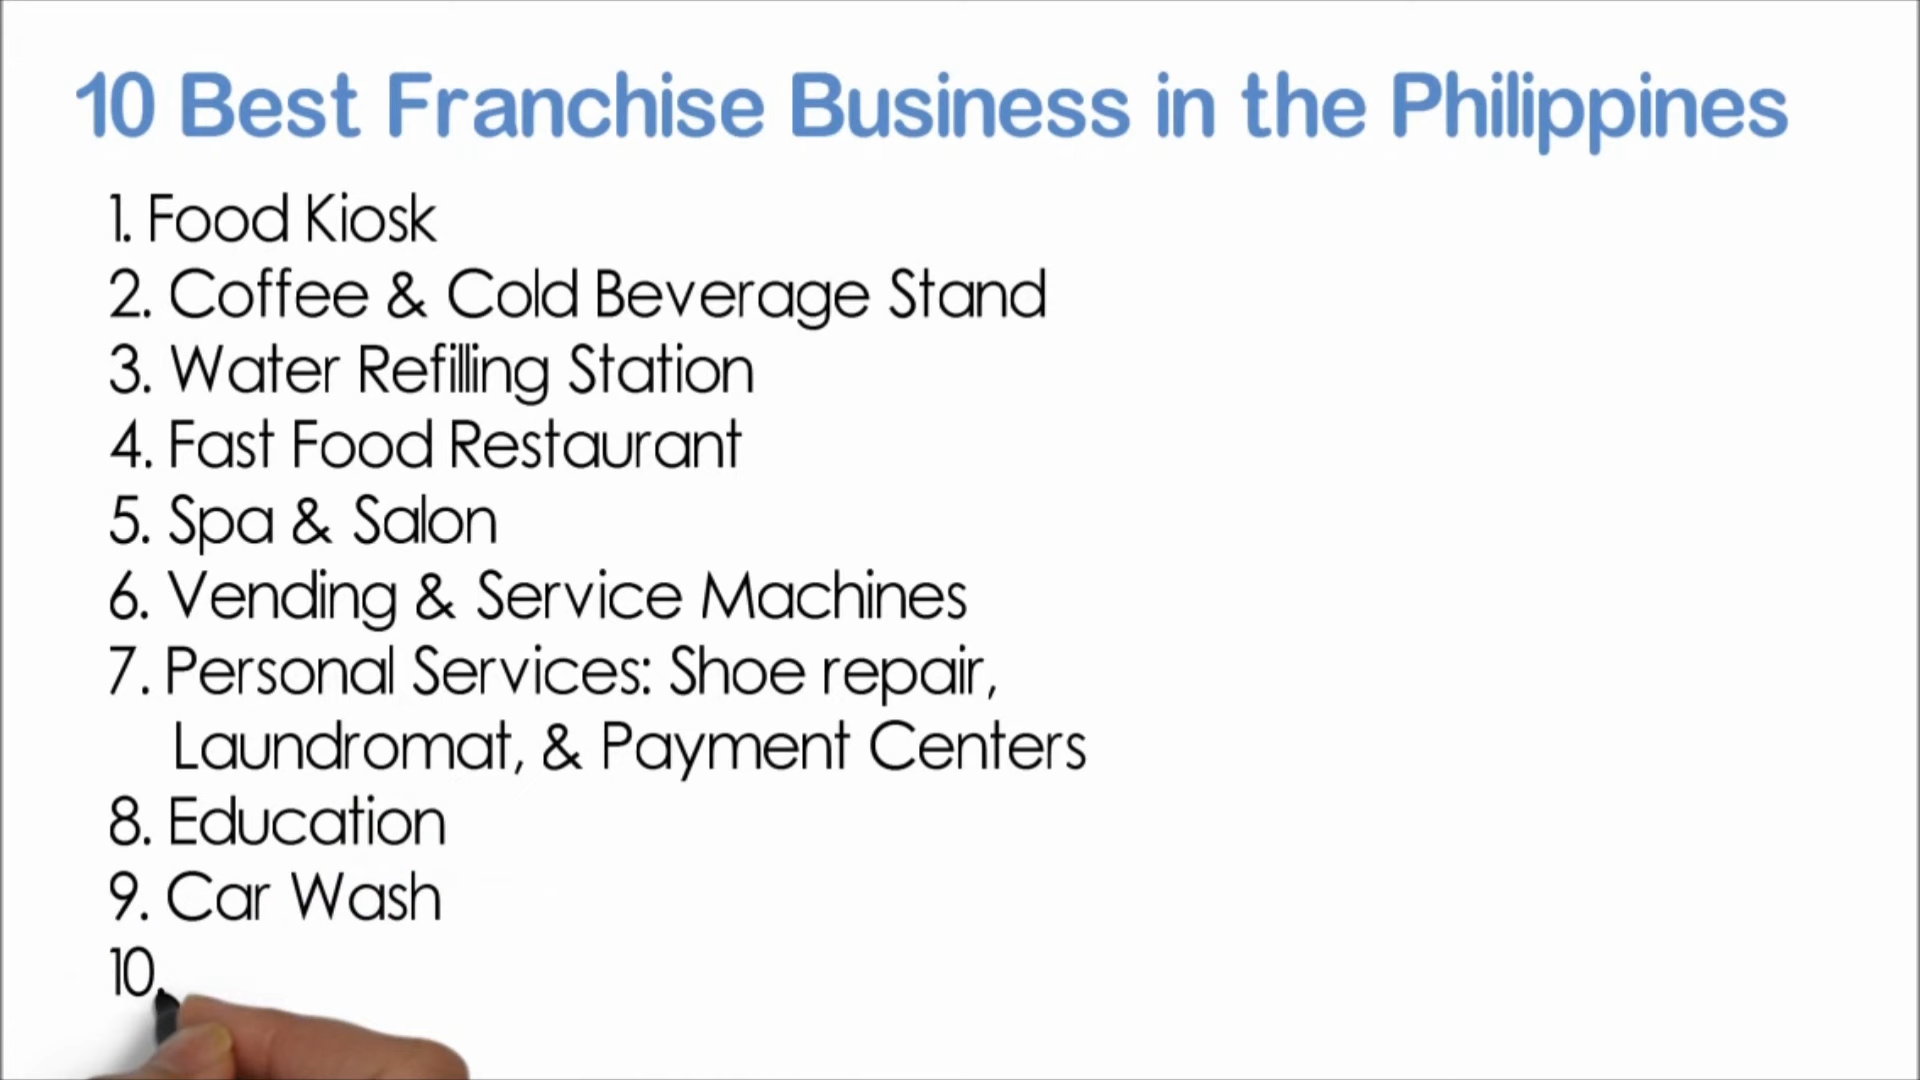 10 Best Franchise Business in the Philippines
1. Food Kiosk
2. Coffee & Cold Beverage Stand
3. Water Refilling Station
4. Fast Food Restaurant
5. Spa & Salon
6. Vending & Service Machines
7. Personal Services: Shoe repair,
Laundromat, & Payment Centers
8. Education
9. Car Wash
10.